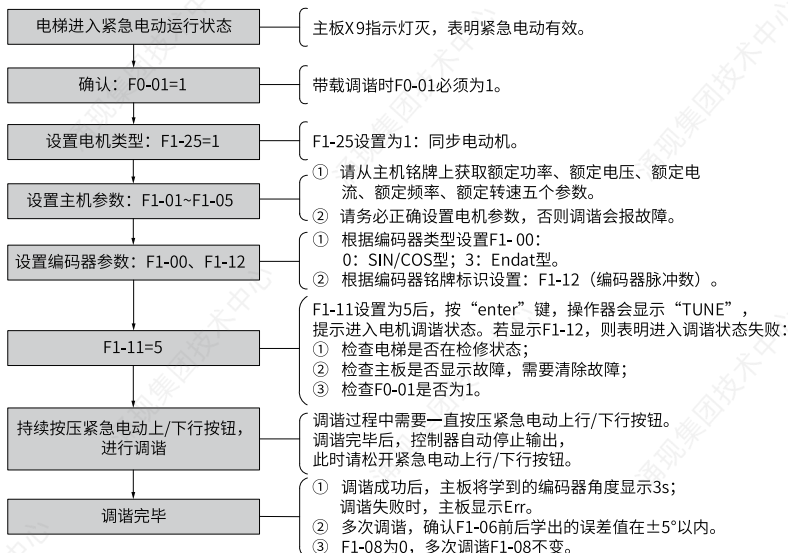 电梯进入紧急电动运行状态
主板X9指示灯灭，表明紧急电动有效。
确认：F0-01=1
带载调谐时F0-01必须为1。
设置电机类型：F1-25=1
F1-25设置为1：同步电动机。
设置主机参数：F1-01~F1-05
① 请从主机铭牌上获取额定功率、额定电压、额定电
流、额定频率、额定转速五个参数。
② 请务必正确设置电机参数，否则调谐会报故障。
设置编码器参数：F1-00、F1-12
① 根据编码器类型设置F1- 00：
0：SIN/COS型；3：Endat型。
② 根据编码器铭牌标识设置：F1-12（编码器脉冲数）。
F1-11=5
F1-11设置为5后，按“enter”键，操作器会显示“TUNE”，
提示进入电机调谐状态。若显示F1-12，则表明进入调谐状态失败：
① 检查电梯是否在检修状态；
② 检查主板是否显示故障，需要清除故障；
③ 检查F0-01是否为1。
持续按压紧急电动上/下行按钮，
进行调谐
调谐过程中需要一直按压紧急电动上行/下行按钮。
调谐完毕后，控制器自动停止输出，
此时请松开紧急电动上行/下行按钮。
调谐完毕
① 调谐成功后，主板将学到的编码器角度显示3s；
调谐失败时，主板显示Err。
② 多次调谐，确认F1-06前后学出的误差值在±5°以内。
③ F1-08为0，多次调谐F1-08不变。